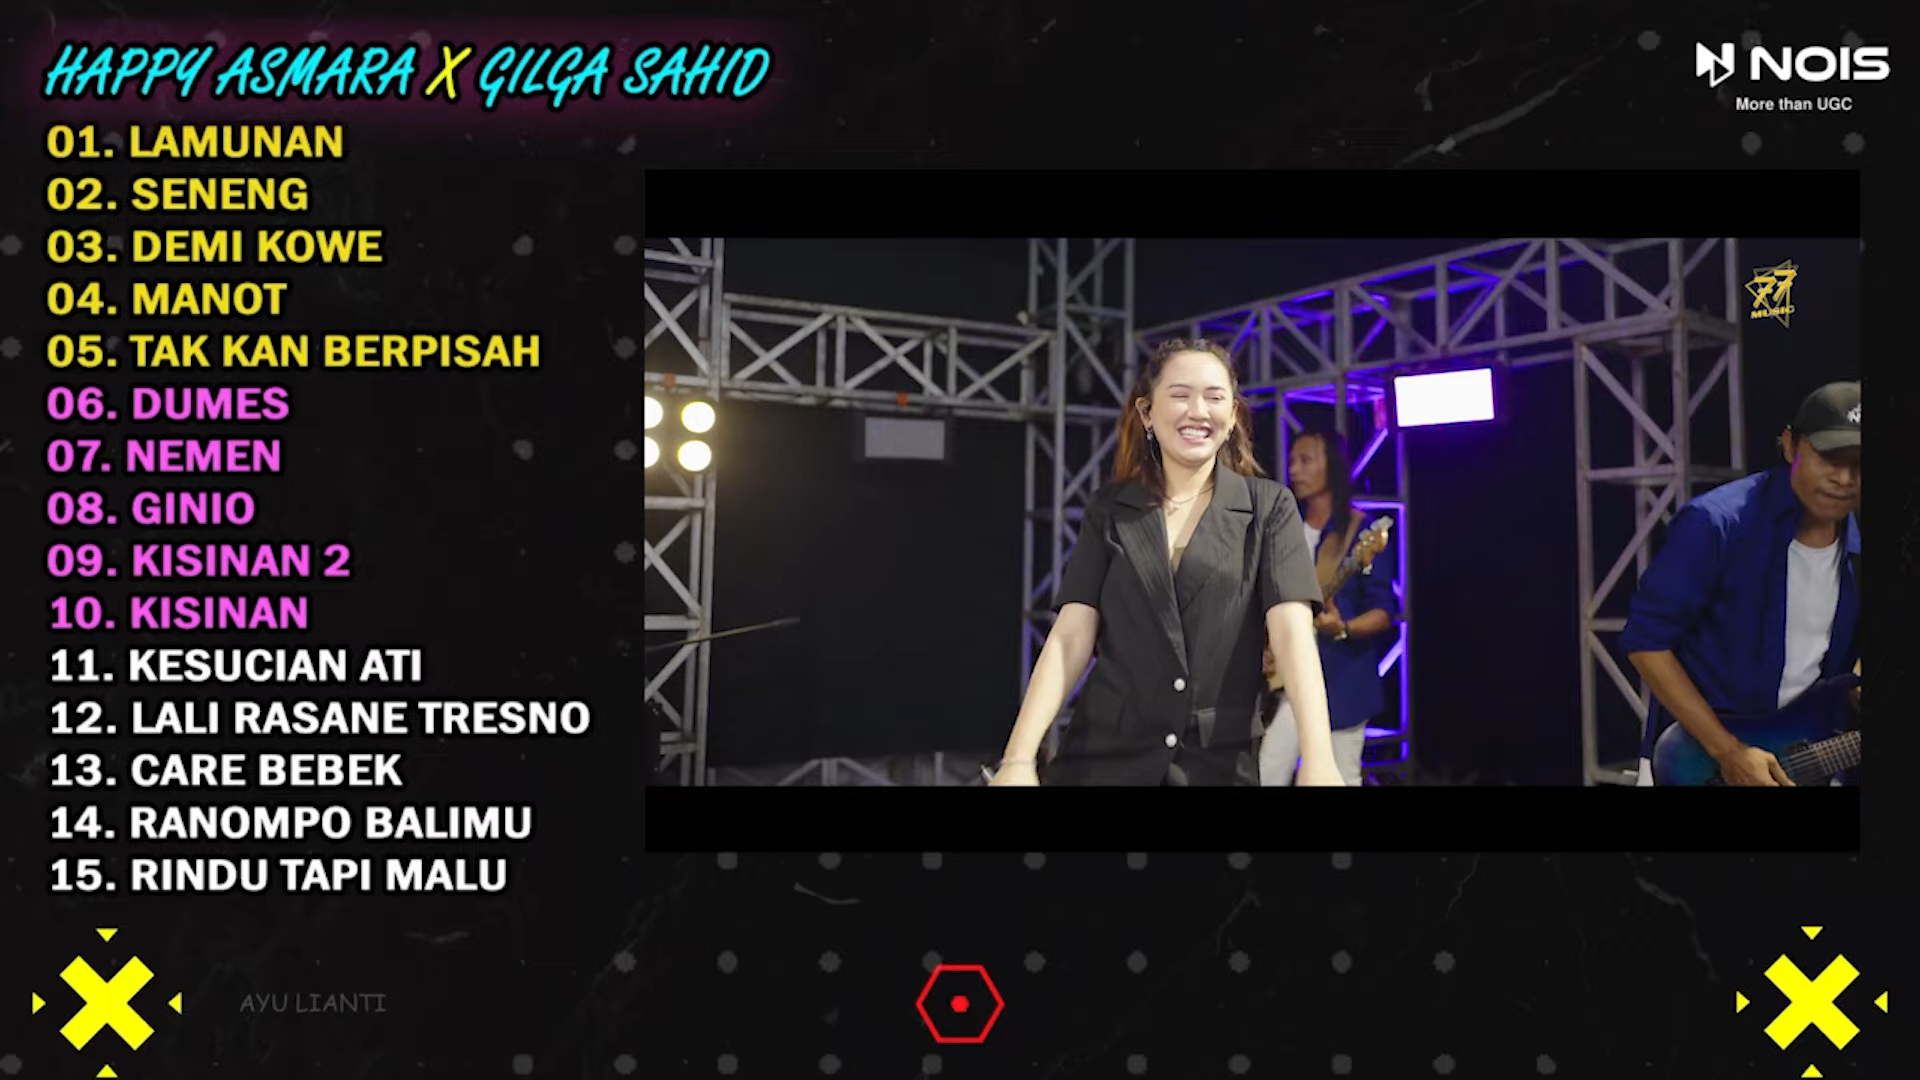 HAPPY ASMARA X GILGA SAHID
NOIS
More than UGC
01. LAMUNAN
02. SENENG
03. DEMI KOWE
04. MANOT
05. TAK KAN BERPISAH
06. DUMES
07. NEMEN
08. GINIO
09. KISINAN 2
10. KISINAN
11. KESUCIAN ATI
12. LALI RASANE TRESNO
13. CARE BEBEK
14. RANOMPO BALIMU
15. RINDU TAPI MALU
77
MUSIC
AYU LIANTI